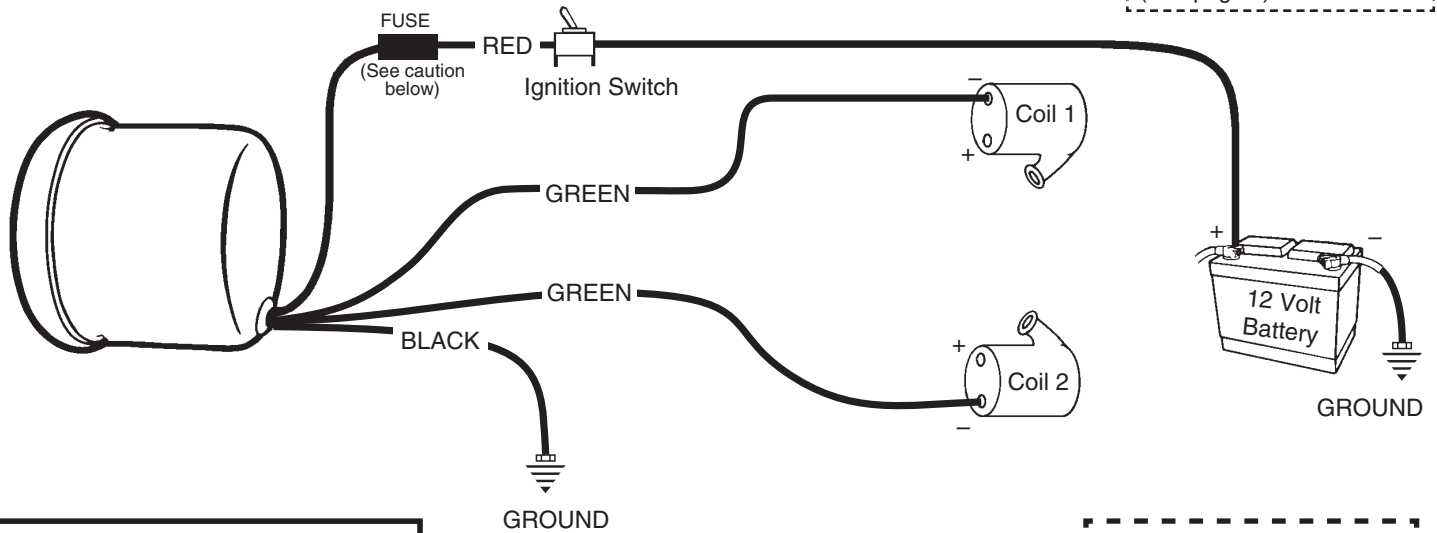 FUSE
RED
(See caution
below)
Ignition Switch
–
Coil 1
+
GREEN
+
–
12 Volt
Battery
GREEN
BLACK
+
Coil 2
–
GROUND
GROUND